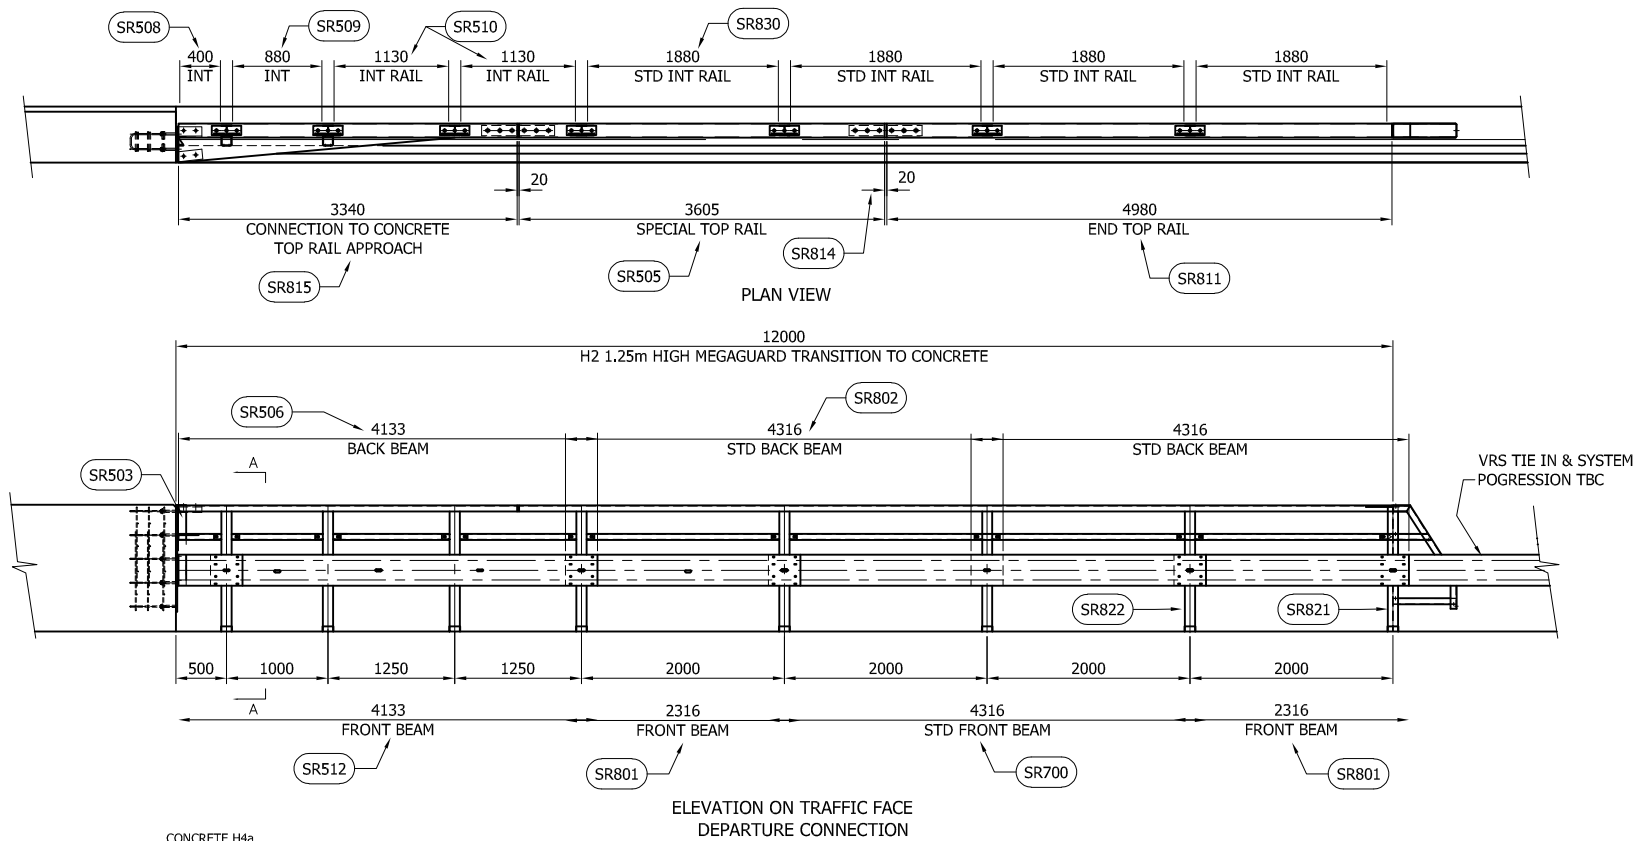 SR508
SR509
SR510
SR830
400
INT
880
INT
1130
INT RAIL
1130
INT RAIL
1880
STD INT RAIL
1880
STD INT RAIL
1880
STD INT RAIL
1880
STD INT RAIL
20
20
3340
CONNECTION TO CONCRETE
TOP RAIL APPROACH
3605
SPECIAL TOP RAIL
4980
END TOP RAIL
SR815
SR505
SR814
SR811
PLAN VIEW
12000
H2 1.25m HIGH MEGAGUARD TRANSITION TO CONCRETE
SR506
SR802
4133
BACK BEAM
4316
STD BACK BEAM
4316
STD BACK BEAM
A
SR503
VRS TIE IN & SYSTEM
POGRESSION TBC
SR822
SR821
500
1000
1250
1250
2000
2000
2000
2000
A
4133
FRONT BEAM
2316
FRONT BEAM
4316
STD FRONT BEAM
2316
FRONT BEAM
SR512
SR801
SR700
SR801
ELEVATION ON TRAFFIC FACE
DEPARTURE CONNECTION
CONCRETE H4a